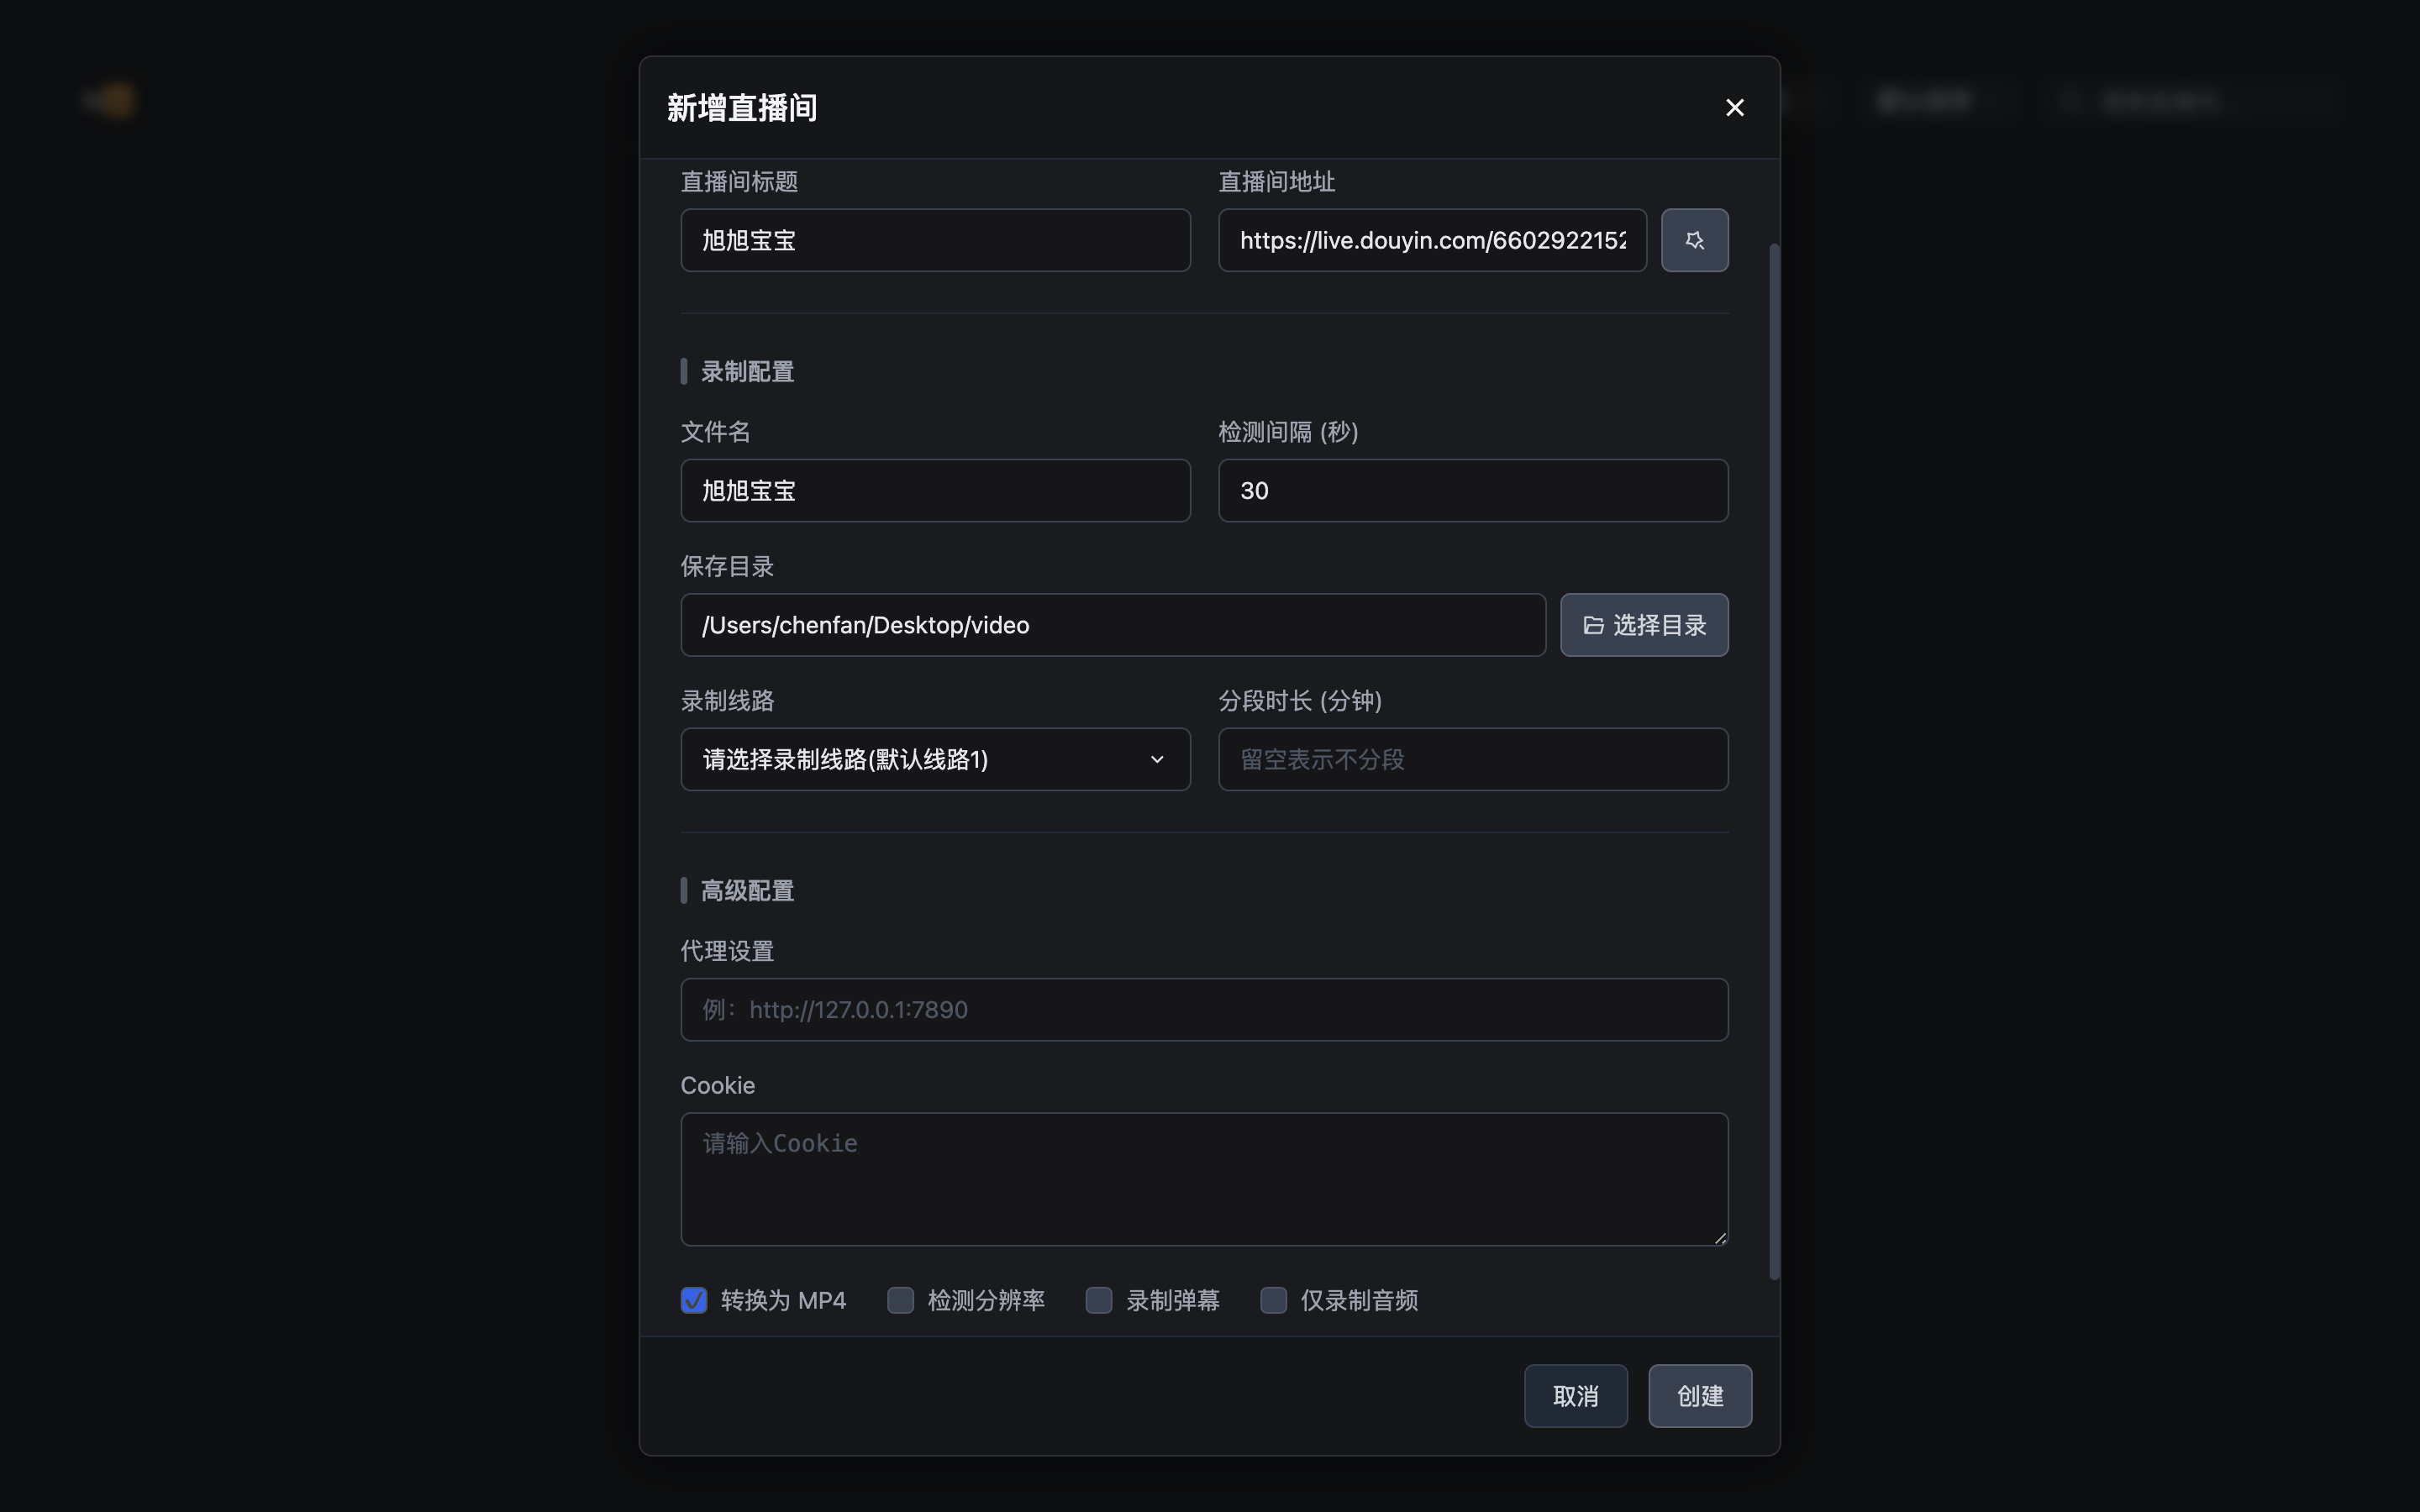 新增直播间
直播间标题
直播间地址
旭旭宝宝
https://live.douyin.com/6602922152
录制配置
文件名
检测间隔 (秒)
旭旭宝宝
30
保存目录
/Users/chenfan/Desktop/video
选择目录
录制线路
分段时长 (分钟)
请选择录制线路(默认线路1)
留空表示不分段
高级配置
代理设置
例：http://127.0.0.1:7890
Cookie
请输入Cookie
转换为 MP4
检测分辨率
录制弹幕
仅录制音频
取消
创建